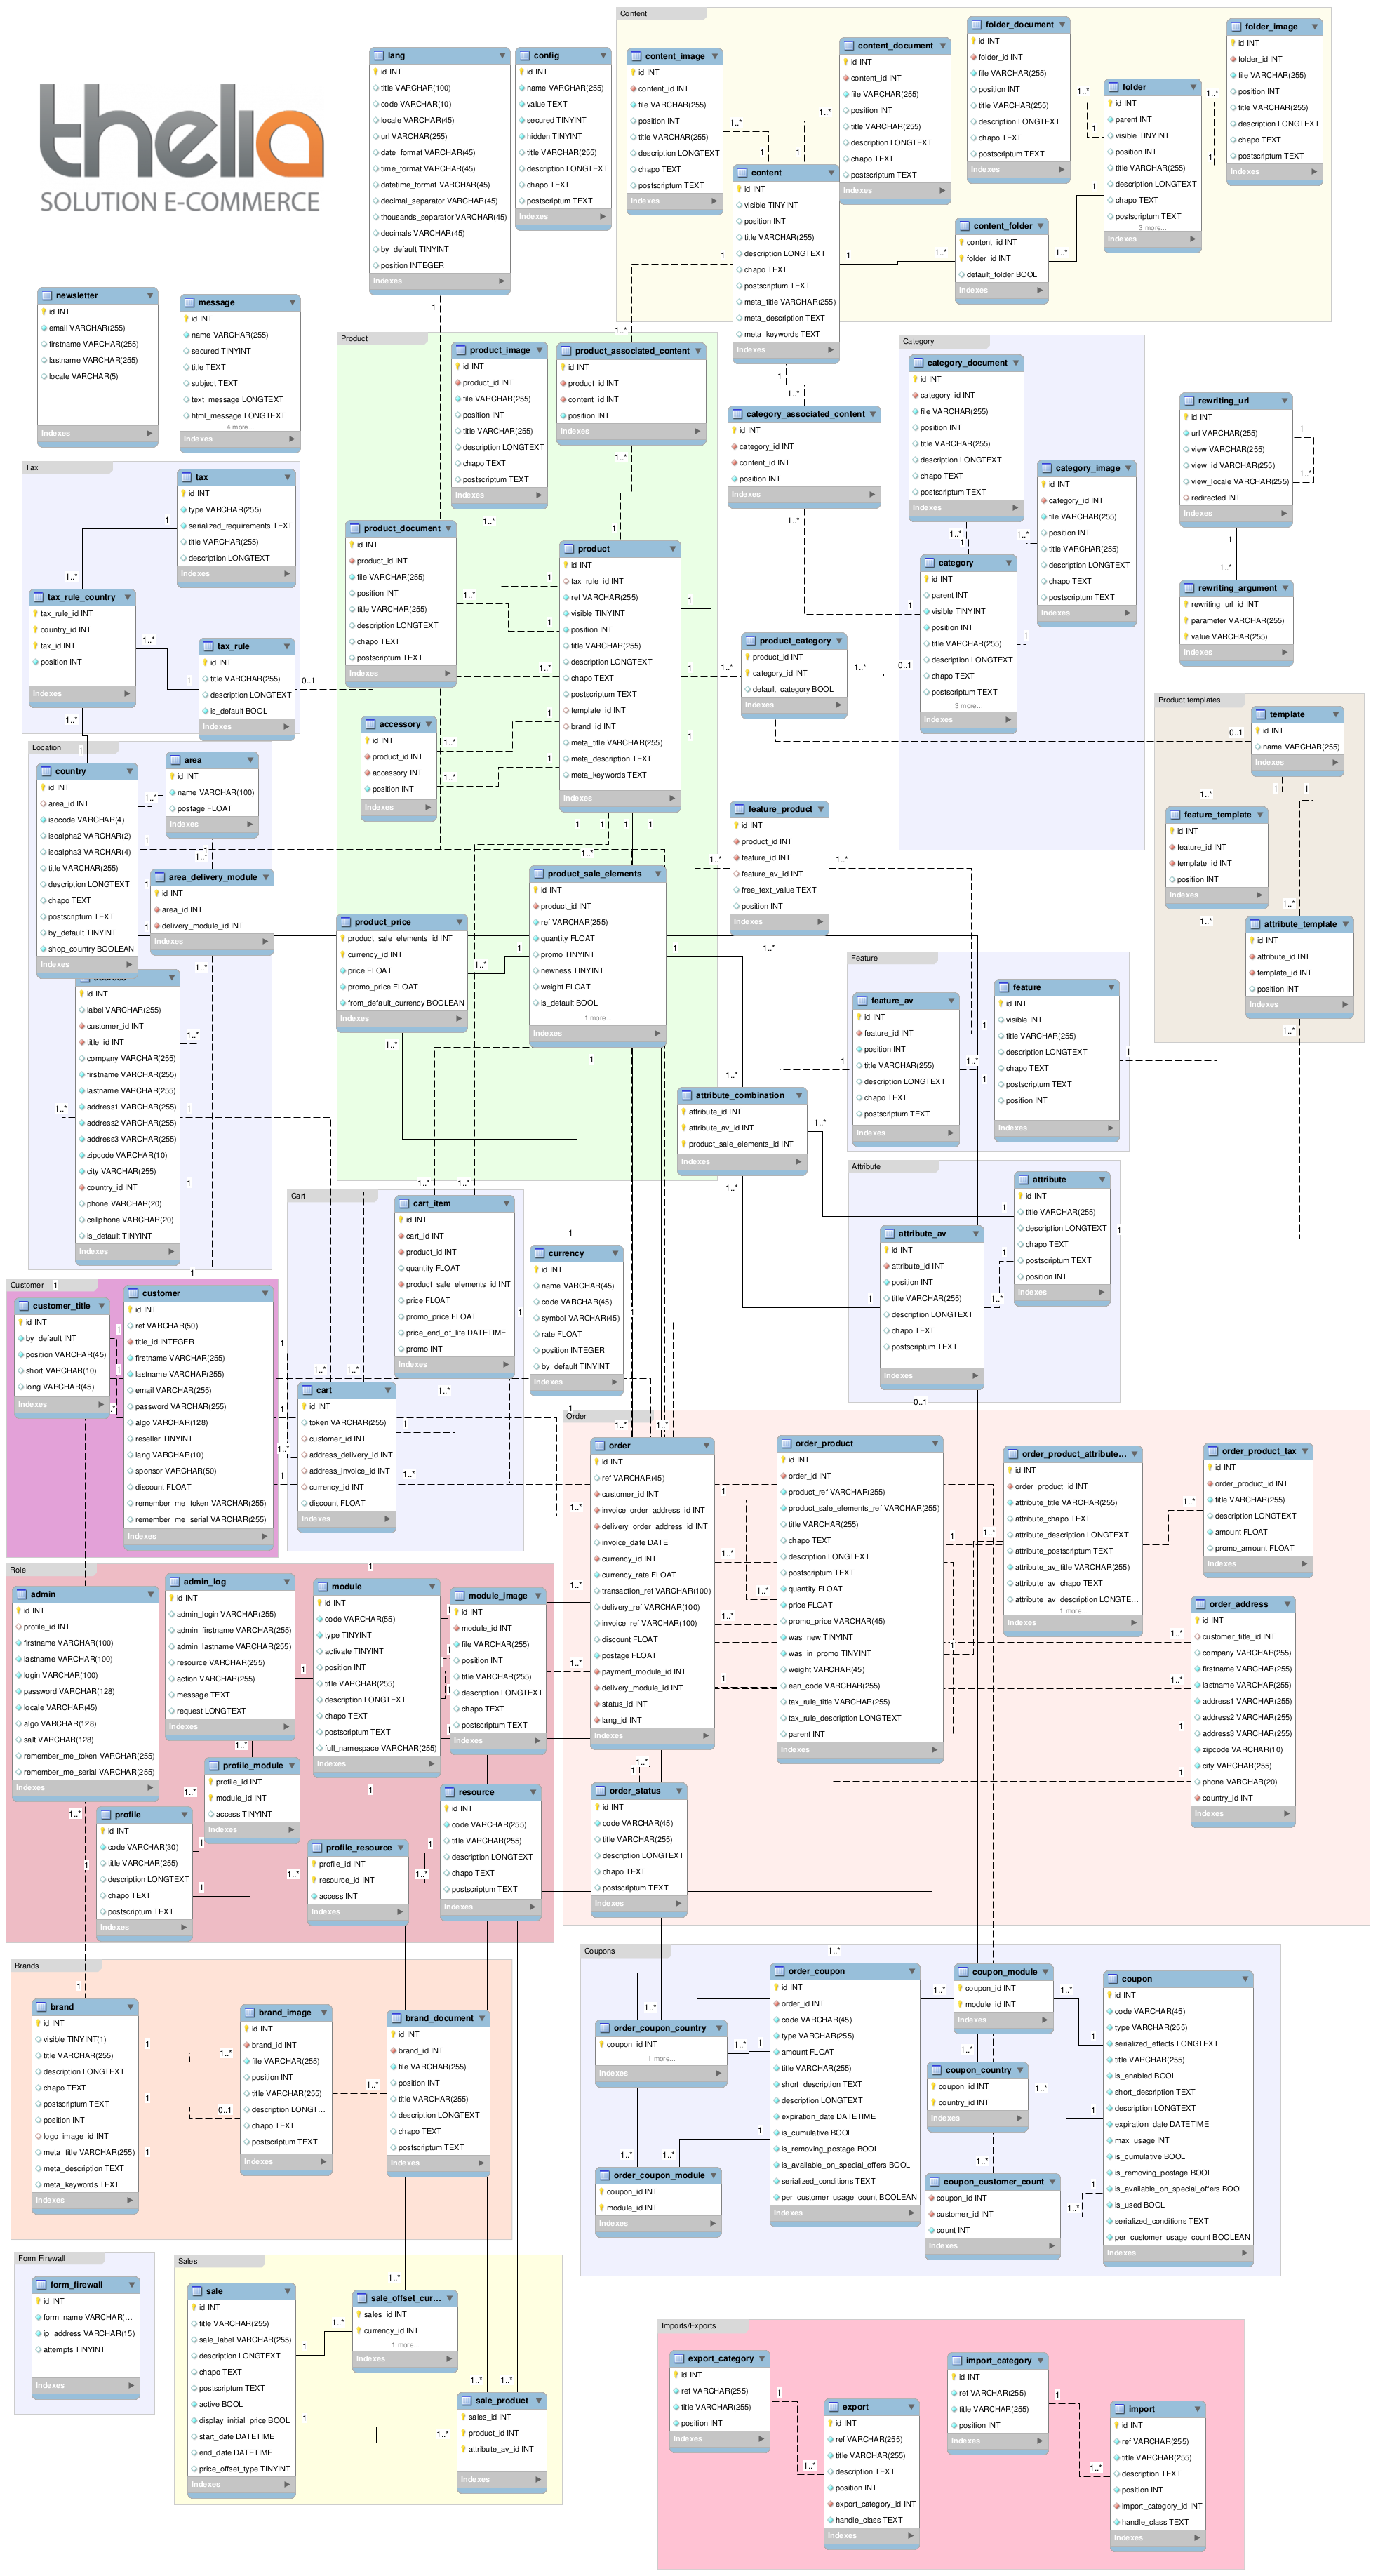 thelia
SOLUTION E-COMMERCE
lang
id INT
title VARCHAR(100)
code VARCHAR(10)
locale VARCHAR(45)
url VARCHAR(255)
date_format VARCHAR(45)
time_format VARCHAR(45)
datetime_format VARCHAR(45)
decimal_separator VARCHAR(45)
thousands_separator VARCHAR(45)
decimals VARCHAR(45)
by_default TINYINT
position INTEGER
Indexes
config
id INT
name VARCHAR(255)
value TEXT
secured TINYINT
hidden TINYINT
title VARCHAR(255)
description LONGTEXT
chapo TEXT
postscriptum TEXT
Indexes
Content
content_image
id INT
content_id INT
file VARCHAR(255)
position INT
title VARCHAR(255)
description LONGTEXT
chapo TEXT
postscriptum TEXT
Indexes
content_document
id INT
content_id INT
file VARCHAR(255)
position INT
title VARCHAR(255)
description LONGTEXT
chapo TEXT
postscriptum TEXT
Indexes
folder_document
id INT
folder_id INT
file VARCHAR(255)
position INT
title VARCHAR(255)
description LONGTEXT
chapo TEXT
postscriptum TEXT
Indexes
folder
id INT
parent INT
visible TINYINT
position INT
title VARCHAR(255)
description LONGTEXT
chapo TEXT
postscriptum TEXT
3 more...
Indexes
folder_image
id INT
folder_id INT
file VARCHAR(255)
position INT
title VARCHAR(255)
description LONGTEXT
chapo TEXT
postscriptum TEXT
Indexes
content
id INT
visible TINYINT
position INT
title VARCHAR(255)
description LONGTEXT
chapo TEXT
postscriptum TEXT
meta_title VARCHAR(255)
meta_description TEXT
meta_keywords TEXT
Indexes
content_folder
content_id INT
folder_id INT
default_folder BOOL
Indexes
newsletter
id INT
email VARCHAR(255)
firstname VARCHAR(255)
lastname VARCHAR(255)
locale VARCHAR(5)
Indexes
message
id INT
name VARCHAR(255)
secured TINYINT
title TEXT
subject TEXT
text_message LONGTEXT
html_message LONGTEXT
4 more...
Indexes
Product
product_image
id INT
product_id INT
file VARCHAR(255)
position INT
title VARCHAR(255)
description LONGTEXT
chapo TEXT
postscriptum TEXT
Indexes
product_associated_content
id INT
product_id INT
content_id INT
position INT
Indexes
category_associated_content
id INT
category_id INT
content_id INT
position INT
Indexes
Category
category_document
id INT
category_id INT
file VARCHAR(255)
position INT
title VARCHAR(255)
description LONGTEXT
chapo TEXT
postscriptum TEXT
Indexes
category_image
id INT
category_id INT
file VARCHAR(255)
position INT
title VARCHAR(255)
description LONGTEXT
chapo TEXT
postscriptum TEXT
Indexes
category
id INT
parent INT
visible TINYINT
position INT
title VARCHAR(255)
description LONGTEXT
chapo TEXT
postscriptum TEXT
3 more...
Indexes
rewriting_url
id INT
url VARCHAR(255)
view VARCHAR(255)
view_id VARCHAR(255)
view_locale VARCHAR(255)
redirected INT
Indexes
rewriting_argument
rewriting_url_id INT
parameter VARCHAR(255)
value VARCHAR(255)
Indexes
Tax
tax
id INT
type VARCHAR(255)
serialized_requirements TEXT
title VARCHAR(255)
description LONGTEXT
Indexes
tax_rule_country
tax_rule_id INT
country_id INT
tax_id INT
position INT
Indexes
tax_rule
id INT
title VARCHAR(255)
description LONGTEXT
is_default BOOL
Indexes
product_document
id INT
product_id INT
file VARCHAR(255)
position INT
title VARCHAR(255)
description LONGTEXT
chapo TEXT
postscriptum TEXT
Indexes
product
id INT
tax_rule_id INT
ref VARCHAR(255)
visible TINYINT
position INT
title VARCHAR(255)
description LONGTEXT
chapo TEXT
postscriptum TEXT
template_id INT
brand_id INT
meta_title VARCHAR(255)
meta_description TEXT
meta_keywords TEXT
Indexes
product_category
product_id INT
category_id INT
default_category BOOL
Indexes
accessory
id INT
product_id INT
accessory INT
position INT
Indexes
Product templates
template
id INT
name VARCHAR(255)
Indexes
feature_template
id INT
feature_id INT
template_id INT
position INT
Indexes
attribute_template
id INT
attribute_id INT
template_id INT
position INT
Indexes
Location
country
id INT
area_id INT
isocode VARCHAR(4)
isoalpha2 VARCHAR(2)
isoalpha3 VARCHAR(4)
title VARCHAR(255)
description LONGTEXT
chapo TEXT
postscriptum TEXT
by_default TINYINT
shop_country BOOLEAN
Indexes
area
id INT
name VARCHAR(100)
postage FLOAT
Indexes
area_delivery_module
id INT
area_id INT
delivery_module_id INT
Indexes
address
id INT
label VARCHAR(255)
customer_id INT
title_id INT
company VARCHAR(255)
firstname VARCHAR(255)
lastname VARCHAR(255)
address1 VARCHAR(255)
address2 VARCHAR(255)
address3 VARCHAR(255)
zipcode VARCHAR(10)
city VARCHAR(255)
country_id INT
phone VARCHAR(20)
cellphone VARCHAR(20)
is_default TINYINT
Indexes
product_price
product_sale_elements_id INT
currency_id INT
price FLOAT
promo_price FLOAT
from_default_currency BOOLEAN
Indexes
product_sale_elements
id INT
product_id INT
ref VARCHAR(255)
quantity FLOAT
promo TINYINT
newness TINYINT
weight FLOAT
is_default BOOL
1 more...
Indexes
feature_product
id INT
product_id INT
feature_id INT
feature_av_id INT
free_text_value TEXT
position INT
Indexes
Feature
feature_av
id INT
feature_id INT
position INT
title VARCHAR(255)
description LONGTEXT
chapo TEXT
postscriptum TEXT
Indexes
feature
id INT
visible INT
title VARCHAR(255)
description LONGTEXT
chapo TEXT
postscriptum TEXT
position INT
Indexes
attribute_combination
attribute_id INT
attribute_av_id INT
product_sale_elements_id INT
Indexes
Attribute
attribute
id INT
title VARCHAR(255)
description LONGTEXT
chapo TEXT
postscriptum TEXT
position INT
Indexes
attribute_av
id INT
attribute_id INT
position INT
title VARCHAR(255)
description LONGTEXT
chapo TEXT
postscriptum TEXT
Indexes
Cart
cart_item
id INT
cart_id INT
product_id INT
quantity FLOAT
product_sale_elements_id INT
price FLOAT
promo_price FLOAT
price_end_of_life DATETIME
promo INT
Indexes
currency
id INT
name VARCHAR(45)
code VARCHAR(45)
symbol VARCHAR(45)
rate FLOAT
position INTEGER
by_default TINYINT
Indexes
cart
id INT
token VARCHAR(255)
customer_id INT
address_delivery_id INT
address_invoice_id INT
currency_id INT
discount FLOAT
Indexes
Customer
customer_title
id INT
by_default INT
position VARCHAR(45)
short VARCHAR(10)
long VARCHAR(45)
Indexes
customer
id INT
ref VARCHAR(50)
title_id INTEGER
firstname VARCHAR(255)
lastname VARCHAR(255)
email VARCHAR(255)
password VARCHAR(255)
algo VARCHAR(128)
reseller TINYINT
lang VARCHAR(10)
sponsor VARCHAR(50)
discount FLOAT
remember_me_token VARCHAR(255)
remember_me_serial VARCHAR(255)
Indexes
Order
order
id INT
ref VARCHAR(45)
customer_id INT
invoice_order_address_id INT
delivery_order_address_id INT
invoice_date DATE
currency_id INT
currency_rate FLOAT
transaction_ref VARCHAR(100)
delivery_ref VARCHAR(100)
invoice_ref VARCHAR(100)
discount FLOAT
postage FLOAT
payment_module_id INT
delivery_module_id INT
status_id INT
lang_id INT
Indexes
order_product
id INT
order_id INT
product_ref VARCHAR(255)
product_sale_elements_ref VARCHAR(255)
title VARCHAR(255)
chapo TEXT
description LONGTEXT
postscriptum TEXT
quantity FLOAT
price FLOAT
promo_price VARCHAR(45)
was_new TINYINT
was_in_promo TINYINT
weight VARCHAR(45)
ean_code VARCHAR(255)
tax_rule_title VARCHAR(255)
tax_rule_description LONGTEXT
parent INT
Indexes
order_product_attribute...
id INT
order_product_id INT
attribute_title VARCHAR(255)
attribute_chapo TEXT
attribute_description LONGTEXT
attribute_postscriptum TEXT
attribute_av_title VARCHAR(255)
attribute_av_chapo TEXT
attribute_av_description LONGTE...
1 more...
Indexes
order_product_tax
id INT
order_product_id INT
title VARCHAR(255)
description LONGTEXT
amount FLOAT
promo_amount FLOAT
Indexes
order_address
id INT
customer_title_id INT
company VARCHAR(255)
firstname VARCHAR(255)
lastname VARCHAR(255)
address1 VARCHAR(255)
address2 VARCHAR(255)
address3 VARCHAR(255)
zipcode VARCHAR(10)
city VARCHAR(255)
phone VARCHAR(20)
country_id INT
Indexes
order_status
id INT
code VARCHAR(45)
title VARCHAR(255)
description LONGTEXT
chapo TEXT
postscriptum TEXT
Indexes
Role
admin
id INT
profile_id INT
firstname VARCHAR(100)
lastname VARCHAR(100)
login VARCHAR(100)
password VARCHAR(128)
locale VARCHAR(45)
algo VARCHAR(128)
salt VARCHAR(128)
remember_me_token VARCHAR(255)
remember_me_serial VARCHAR(255)
Indexes
admin_log
id INT
admin_login VARCHAR(255)
admin_firstname VARCHAR(255)
admin_lastname VARCHAR(255)
resource VARCHAR(255)
action VARCHAR(255)
message TEXT
request LONGTEXT
Indexes
module
id INT
code VARCHAR(55)
type TINYINT
activate TINYINT
position INT
title VARCHAR(255)
description LONGTEXT
chapo TEXT
postscriptum TEXT
full_namespace VARCHAR(255)
Indexes
module_image
id INT
module_id INT
file VARCHAR(255)
position INT
title VARCHAR(255)
description LONGTEXT
chapo TEXT
postscriptum TEXT
Indexes
profile_module
profile_id INT
module_id INT
access TINYINT
Indexes
profile
id INT
code VARCHAR(30)
title VARCHAR(255)
description LONGTEXT
chapo TEXT
postscriptum TEXT
Indexes
profile_resource
profile_id INT
resource_id INT
access INT
Indexes
resource
id INT
code VARCHAR(255)
title VARCHAR(255)
description LONGTEXT
chapo TEXT
postscriptum TEXT
Indexes
Brands
brand
id INT
visible TINYINT(1)
title VARCHAR(255)
description LONGTEXT
chapo TEXT
postscriptum TEXT
position INT
logo_image_id INT
meta_title VARCHAR(255)
meta_description TEXT
meta_keywords TEXT
Indexes
brand_image
id INT
brand_id INT
file VARCHAR(255)
position INT
title VARCHAR(255)
description LONGT...
chapo TEXT
postscriptum TEXT
Indexes
brand_document
id INT
brand_id INT
file VARCHAR(255)
position INT
title VARCHAR(255)
description LONGTEXT
chapo TEXT
postscriptum TEXT
Indexes
Coupons
order_coupon_country
coupon_id INT
1 more...
Indexes
order_coupon_module
coupon_id INT
module_id INT
Indexes
order_coupon
id INT
order_id INT
code VARCHAR(45)
type VARCHAR(255)
amount FLOAT
title VARCHAR(255)
short_description TEXT
description LONGTEXT
expiration_date DATETIME
is_cumulative BOOL
is_removing_postage BOOL
is_available_on_special_offers BOOL
serialized_conditions TEXT
per_customer_usage_count BOOLEAN
Indexes
coupon_module
coupon_id INT
module_id INT
Indexes
coupon_country
coupon_id INT
country_id INT
Indexes
coupon_customer_count
coupon_id INT
customer_id INT
count INT
Indexes
coupon
id INT
code VARCHAR(45)
type VARCHAR(255)
serialized_effects LONGTEXT
title VARCHAR(255)
is_enabled BOOL
short_description TEXT
description LONGTEXT
expiration_date DATETIME
max_usage INT
is_cumulative BOOL
is_removing_postage BOOL
is_available_on_special_offers BOOL
is_used BOOL
serialized_conditions TEXT
per_customer_usage_count BOOLEAN
Indexes
Form Firewall
form_firewall
id INT
form_name VARCHAR(...
ip_address VARCHAR(15)
attempts TINYINT
Indexes
Sales
sale
id INT
title VARCHAR(255)
sale_label VARCHAR(255)
description LONGTEXT
chapo TEXT
postscriptum TEXT
active BOOL
display_initial_price BOOL
start_date DATETIME
end_date DATETIME
price_offset_type TINYINT
Indexes
sale_offset_cur...
sales_id INT
currency_id INT
1 more...
Indexes
sale_product
sales_id INT
product_id INT
attribute_av_id INT
Indexes
Imports/Exports
export_category
id INT
ref VARCHAR(255)
title VARCHAR(255)
position INT
Indexes
export
id INT
ref VARCHAR(255)
title VARCHAR(255)
description TEXT
position INT
export_category_id INT
handle_class TEXT
Indexes
import_category
id INT
ref VARCHAR(255)
title VARCHAR(255)
position INT
Indexes
import
id INT
ref VARCHAR(255)
title VARCHAR(255)
description TEXT
position INT
import_category_id INT
handle_class TEXT
Indexes